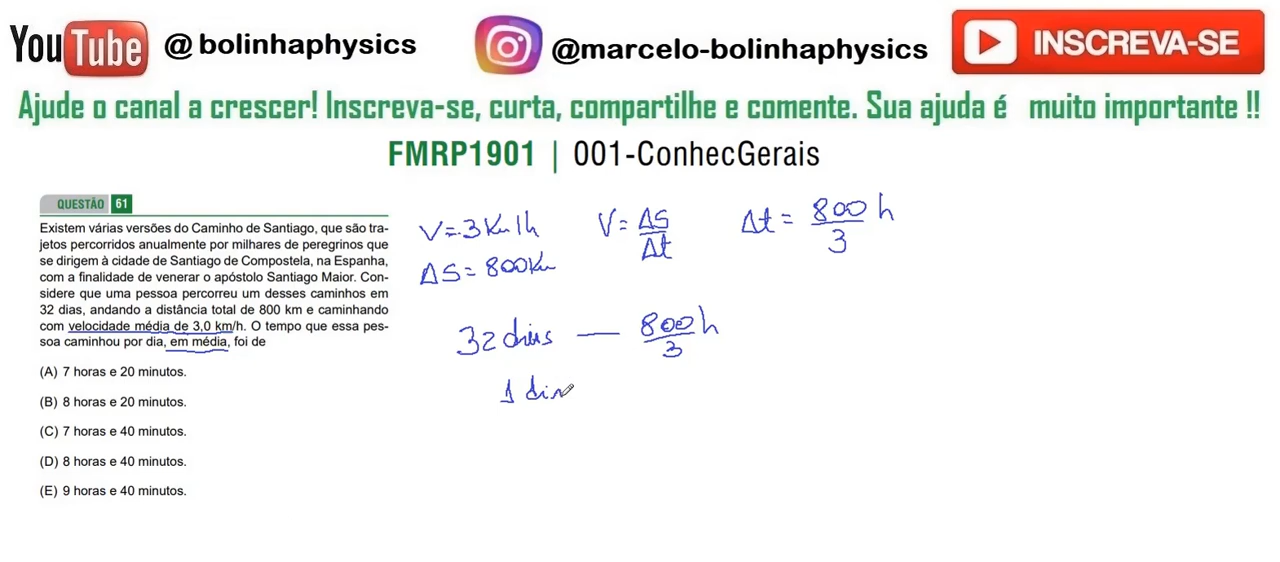 You Tube @bolinhaphysics @marcelo-bolinhaphysics INSCREVA-SE
Ajude o canal a crescer! Inscreva-se, curta, compartilhe e comente. Sua ajuda é muito importante !!
FMRP1901 | 001-ConhecGerais
QUESTÃO 61
Existem várias versões do Caminho de Santiago, que são tra-
jetos percorridos anualmente por milhares de peregrinos que
se dirigem à cidade de Santiago de Compostela, na Espanha,
com a finalidade de venerar o apóstolo Santiago Maior. Con-
sidere que uma pessoa percorreu um desses caminhos em
32 dias, andando a distância total de 800 km e caminhando
com velocidade média de 3,0 km/h. O tempo que essa pes-
soa caminhou por dia, em média, foi de
(A) 7 horas e 20 minutos.
(B) 8 horas e 20 minutos.
(C) 7 horas e 40 minutos.
(D) 8 horas e 40 minutos.
(E) 9 horas e 40 minutos.
V = 3 Km/h
ΔS = 800 Km
V = ΔS/Δt
Δt = 800/3 h
32 dias — 800/3 h
1 dia